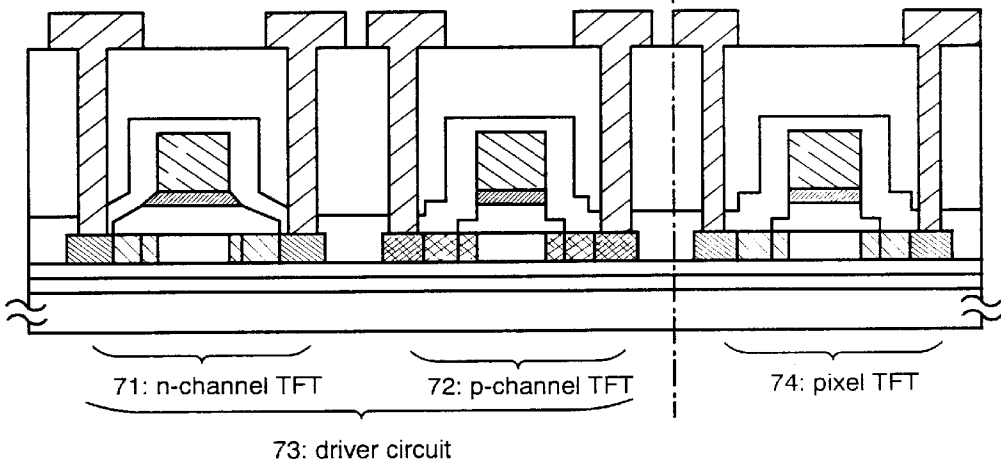 71: n-channel TFT
72: p-channel TFT
74: pixel TFT
73: driver circuit